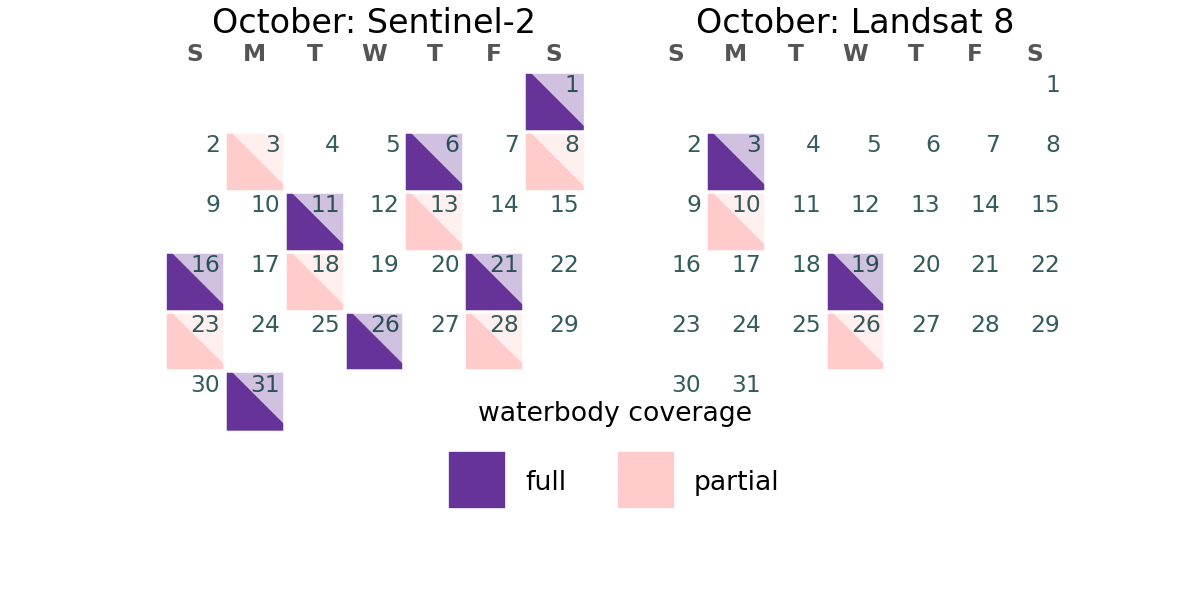 October: Sentinel-2
S M T W T F S
1
2 3 4 5 6 7 8
9 10 11 12 13 14 15
16 17 18 19 20 21 22
23 24 25 26 27 28 29
30 31
October: Landsat 8
S M T W T F S
1
2 3 4 5 6 7 8
9 10 11 12 13 14 15
16 17 18 19 20 21 22
23 24 25 26 27 28 29
30 31
waterbody coverage
full partial